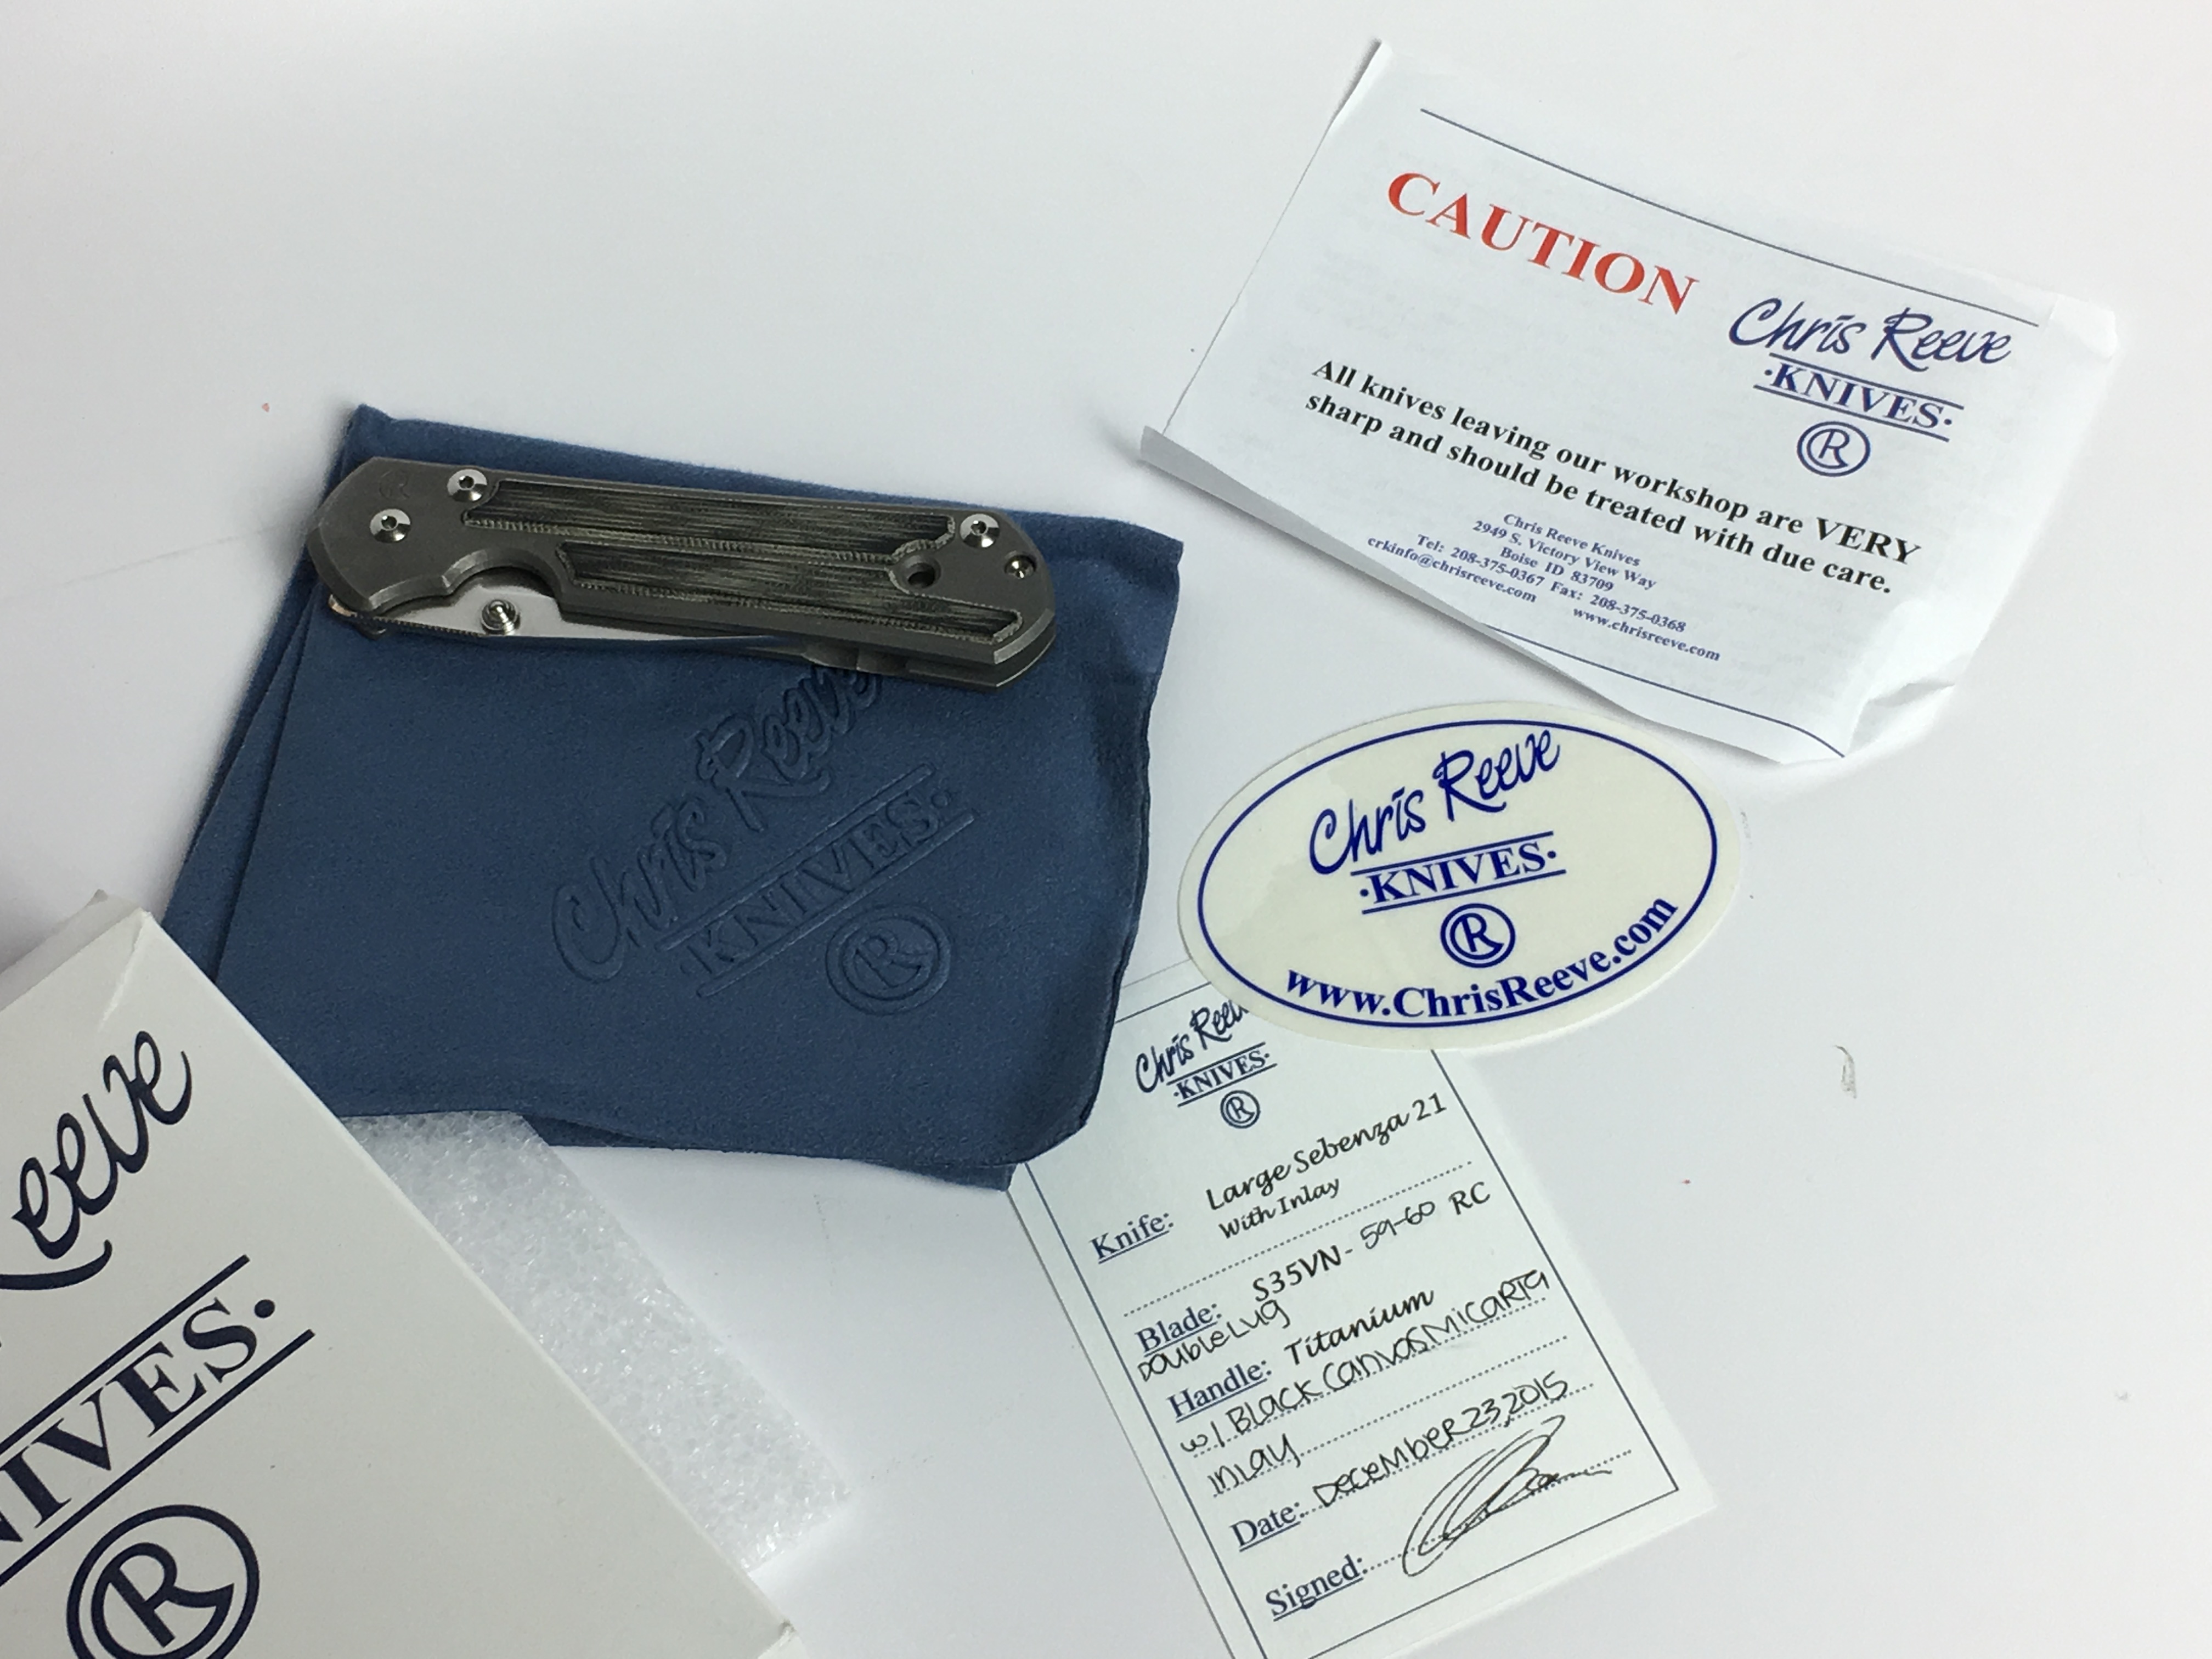 CAUTION
Chris Reeve
·KNIVES·
R
All knives leaving our workshop are VERY
sharp and should be treated with due care.
Chris Reeve Knives
2949 S. Victory View Way
Boise ID 83709
Tel: 208-375-0367 Fax: 208-375-0368
crkinfo@chrisreeve.com www.chrisreeve.com
Chris Reeve
·KNIVES·
R
Chris Reeve
·KNIVES·
R
www.ChrisReeve.com
Reeve
NIVES·
R
Chris Reev
·KNIVES·
R
Knife: Large Sebenza 21
With Inlay
Blade: S35VN - 59-60 RC
Double Lug
Handle: Titanium
w/ Black Canvas Micarta
inlay
Date: December 23, 2015
Signed: